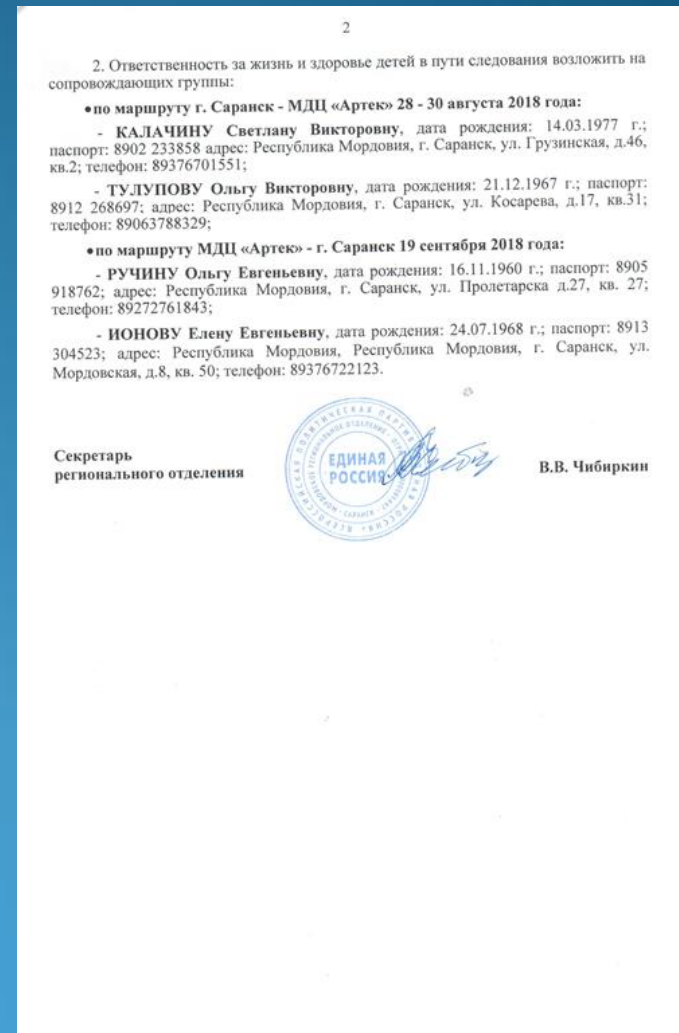 2
2. Ответственность за жизнь и здоровье детей в пути следования возложить на
сопровождающих группы:
•по маршруту г. Саранск - МДЦ «Артек» 28 - 30 августа 2018 года:
- КАЛАЧИНУ Светлану Викторовну, дата рождения: 14.03.1977 г.;
паспорт: 8902 233858 адрес: Республика Мордовия, г. Саранск, ул. Грузинская, д.46,
кв.2; телефон: 89376701551;
- ТУЛУПОВУ Ольгу Викторовну, дата рождения: 21.12.1967 г.; паспорт:
8912 268697; адрес: Республика Мордовия, г. Саранск, ул. Косарева, д.17, кв.31;
телефон: 89063788329;
•по маршруту МДЦ «Артек» - г. Саранск 19 сентября 2018 года:
- РУЧИНУ Ольгу Евгеньевну, дата рождения: 16.11.1960 г.; паспорт: 8905
918762; адрес: Республика Мордовия, г. Саранск, ул. Пролетарска д.27, кв. 27;
телефон: 89272761843;
- ИОНОВУ Елену Евгеньевну, дата рождения: 24.07.1968 г.; паспорт: 8913
304523; адрес: Республика Мордовия, Республика Мордовия, г. Саранск, ул.
Мордовская, д.8, кв. 50; телефон: 89376722123.
Секретарь
регионального отделения
ЕДИНАЯ
РОССИЯ
В.В. Чибиркин